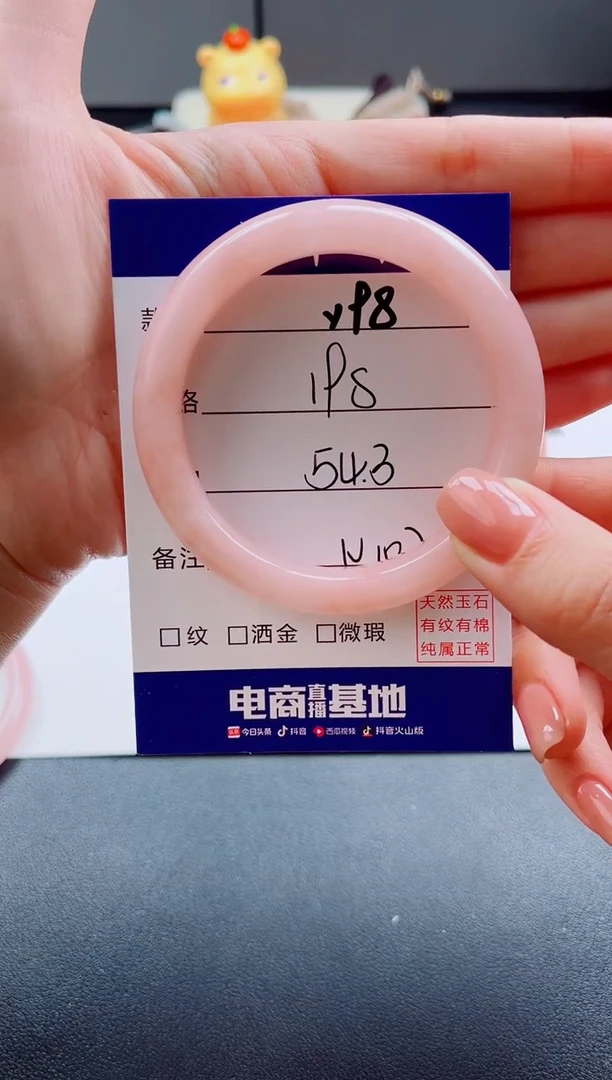 款
yP8
格
1P8
54.3
备注
天然玉石
有纹有棉
纯属正常
□纹 □洒金 □微瑕
电商直播基地
今日头条 抖音 西瓜视频 抖音火山版